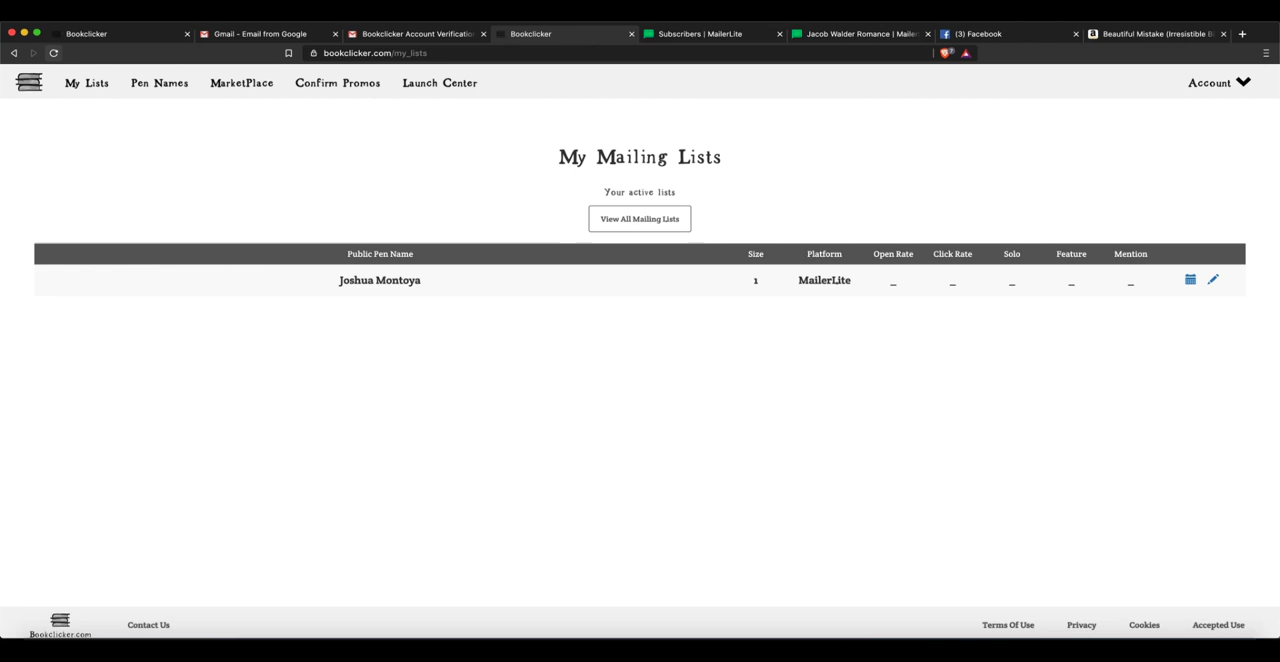 Bookclicker
Gmail - Email from Google
Bookclicker Account Verificatio
Bookclicker
Subscribers | MailerLite
Jacob Walder Romance | Mailer
(3) Facebook
Beautiful Mistake (Irresistible B
bookclicker.com/my_lists
My Lists
Pen Names
MarketPlace
Confirm Promos
Launch Center
Account
My Mailing Lists
Your active lists
View All Mailing Lists
Public Pen Name Size Platform Open Rate Click Rate Solo Feature Mention
Joshua Montoya 1 MailerLite – – – – –
Bookclicker.com
Contact Us
Terms Of Use
Privacy
Cookies
Accepted Use